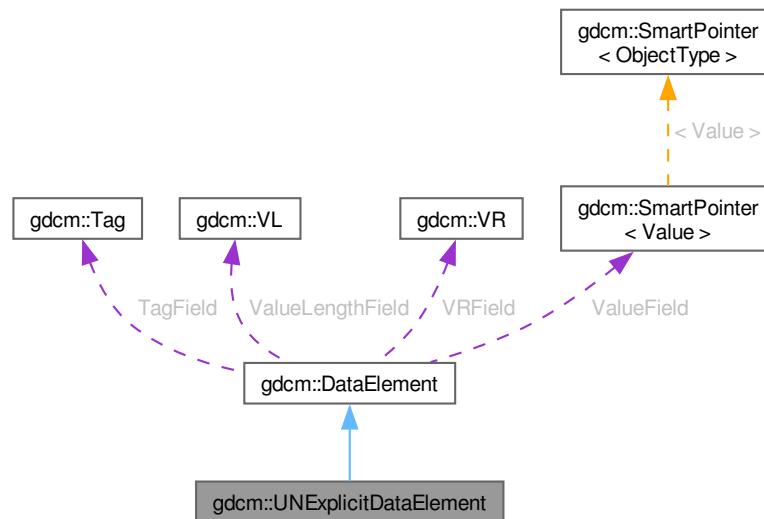 gdcm::SmartPointer
< ObjectType >
< Value >
gdcm::Tag
gdcm::VL
gdcm::VR
gdcm::SmartPointer
< Value >
TagField
ValueLengthField
VRField
ValueField
gdcm::DataElement
gdcm::UNExplicitDataElement